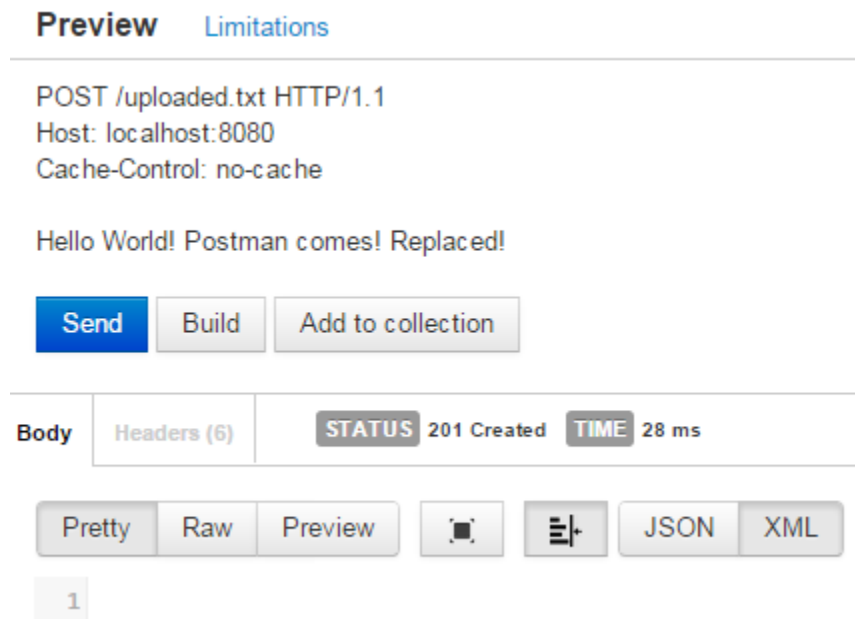 Preview Limitations
POST /uploaded.txt HTTP/1.1
Host: localhost:8080
Cache-Control: no-cache
Hello World! Postman comes! Replaced!
Send Build Add to collection
Body Headers (6) STATUS 201 Created TIME 28 ms
Pretty Raw Preview JSON XML
1